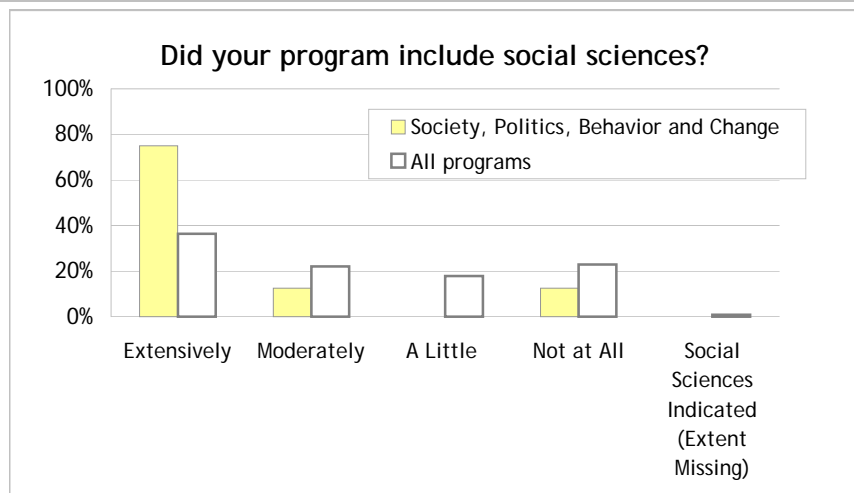 Did your program include social sciences?
100%
80%
60%
40%
20%
0%
Society, Politics, Behavior and Change
All programs
Extensively
Moderately
A Little
Not at All
Social
Sciences
Indicated
(Extent
Missing)